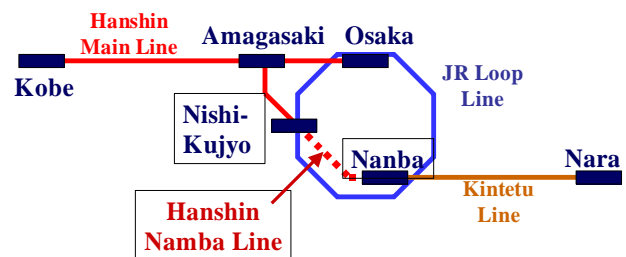 Hanshin
Main Line
Amagasaki
Osaka
Kobe
JR Loop
Line
Nishi-
Kujyo
Nanba
Nara
Kintetu
Line
Hanshin
Namba Line